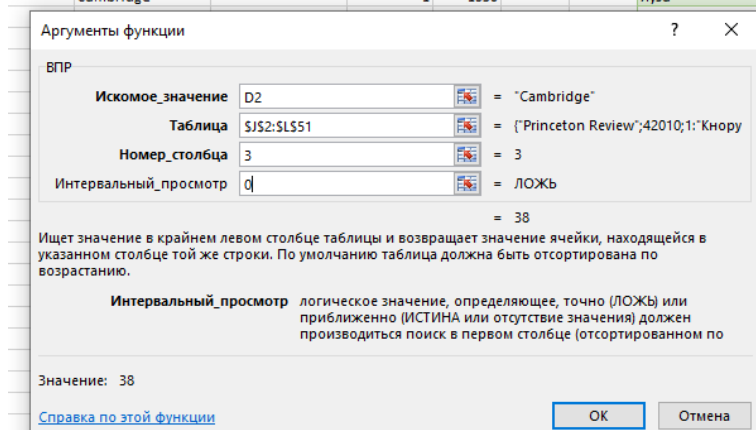 Аргументы функции ? ×
ВПР
Искомое_значение D2 = "Cambridge"
Таблица $J$2:$L$51 = {"Princeton Review";42010;1:"Кнору
Номер_столбца 3 = 3
Интервальный_просмотр 0 = ЛОЖЬ
= 38
Ищет значение в крайнем левом столбце таблицы и возвращает значение ячейки, находящейся в
указанном столбце той же строки. По умолчанию таблица должна быть отсортирована по
возрастанию.
Интервальный_просмотр логическое значение, определяющее, точно (ЛОЖЬ) или
приближенно (ИСТИНА или отсутствие значения) должен
производиться поиск в первом столбце (отсортированном по
Значение: 38
Справка по этой функции
ОК Отмена